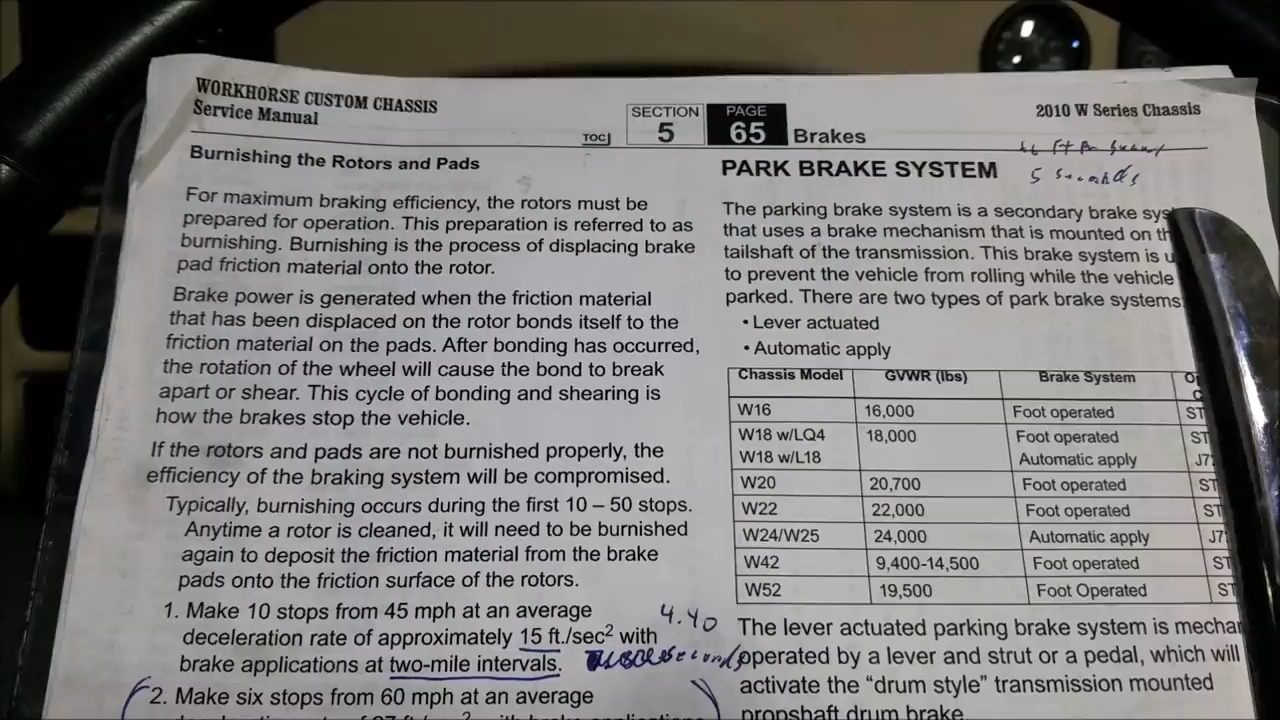 WORKHORSE CUSTOM CHASSIS
Service Manual
TOC
SECTION
5
PAGE
65
Brakes
2010 W Series Chassis
Burnishing the Rotors and Pads
For maximum braking efficiency, the rotors must be
prepared for operation. This preparation is referred to as
burnishing. Burnishing is the process of displacing brake
pad friction material onto the rotor.
Brake power is generated when the friction material
that has been displaced on the rotor bonds itself to the
friction material on the pads. After bonding has occurred,
the rotation of the wheel will cause the bond to break
apart or shear. This cycle of bonding and shearing is
how the brakes stop the vehicle.
If the rotors and pads are not burnished properly, the
efficiency of the braking system will be compromised.
Typically, burnishing occurs during the first 10 – 50 stops.
Anytime a rotor is cleaned, it will need to be burnished
again to deposit the friction material from the brake
pads onto the friction surface of the rotors.
1. Make 10 stops from 45 mph at an average
deceleration rate of approximately 15 ft./sec² with
brake applications at two-mile intervals.
4.40
seconds
2. Make six stops from 60 mph at an average
5 seconds
PARK BRAKE SYSTEM
The parking brake system is a secondary brake sys
that uses a brake mechanism that is mounted on th
tailshaft of the transmission. This brake system is u
to prevent the vehicle from rolling while the vehicle
parked. There are two types of park brake systems
• Lever actuated
• Automatic apply
Chassis Model GVWR (lbs) Brake System
W16 16,000 Foot operated ST
W18 w/LQ4 18,000 Foot operated ST
W18 w/L18 Automatic apply J7
W20 20,700 Foot operated ST
W22 22,000 Foot operated ST
W24/W25 24,000 Automatic apply J7
W42 9,400-14,500 Foot operated ST
W52 19,500 Foot Operated ST
The lever actuated parking brake system is mechan
operated by a lever and strut or a pedal, which will
activate the “drum style” transmission mounted
propshaft drum brake.